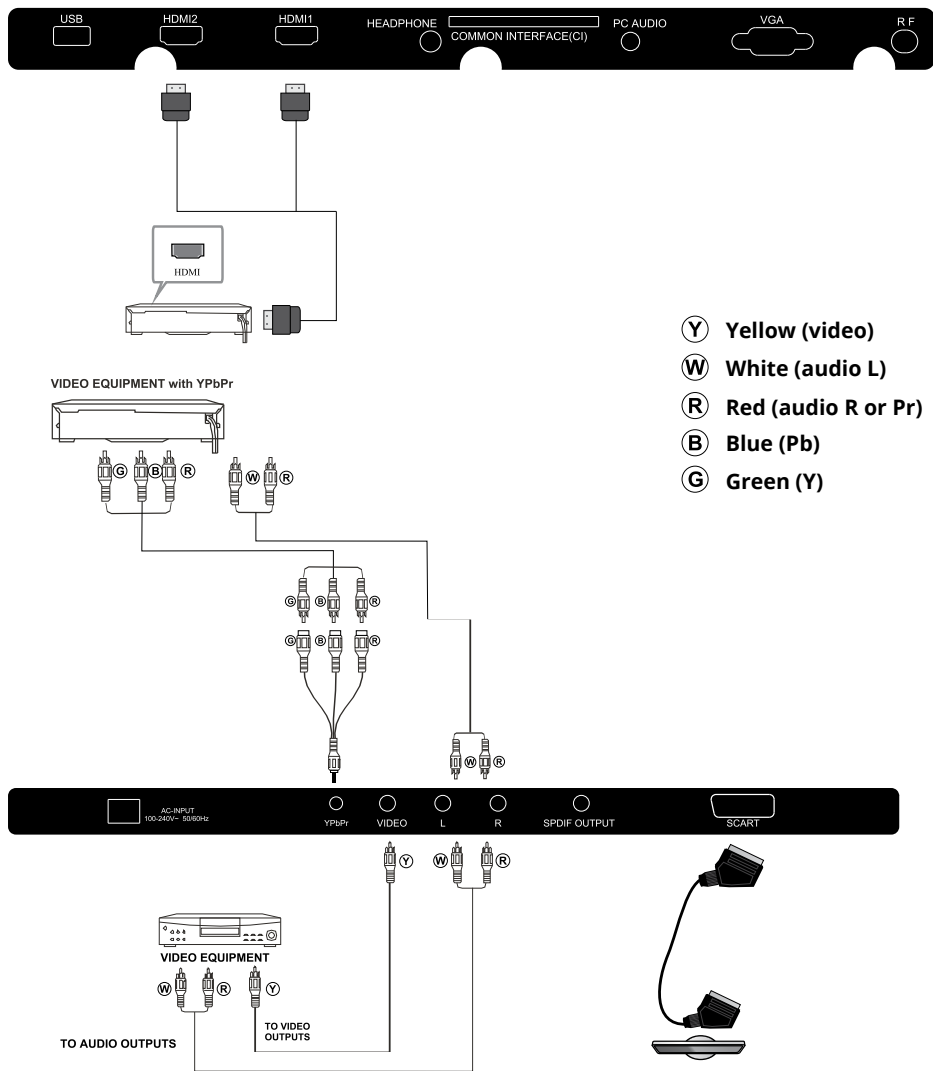 USB
HDMI2
HDMI1
HEADPHONE
COMMON INTERFACE(CI)
PC AUDIO
VGA
R F
HDMI
Y Yellow (video)
W White (audio L)
R Red (audio R or Pr)
B Blue (Pb)
G Green (Y)
VIDEO EQUIPMENT with YPbPr
G B R W R
G B R
G B R
W R
AC-INPUT
100-240V~ 50/60Hz
YPbPr
VIDEO
L
R
SPDIF OUTPUT
SCART
Y W R
VIDEO EQUIPMENT
W R Y
TO VIDEO
OUTPUTS
TO AUDIO OUTPUTS